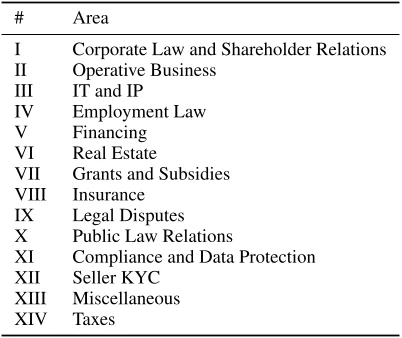 # Area
I Corporate Law and Shareholder Relations
II Operative Business
III IT and IP
IV Employment Law
V Financing
VI Real Estate
VII Grants and Subsidies
VIII Insurance
IX Legal Disputes
X Public Law Relations
XI Compliance and Data Protection
XII Seller KYC
XIII Miscellaneous
XIV Taxes